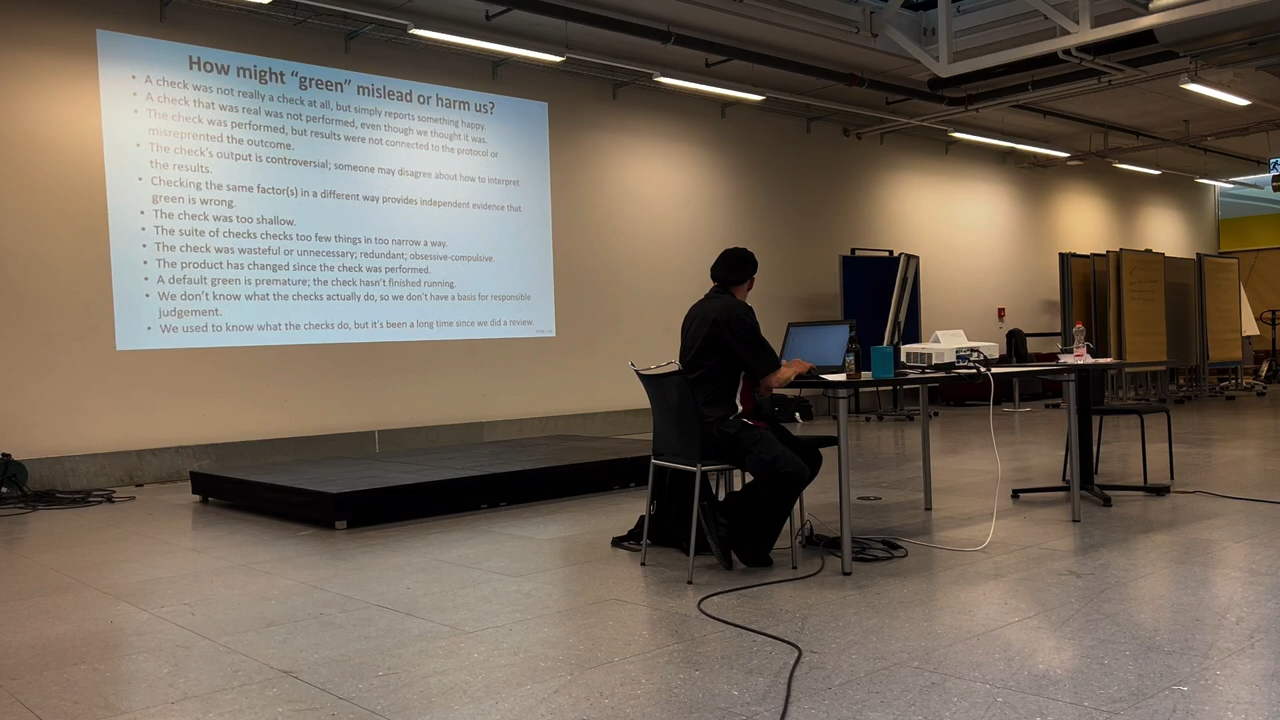 How might “green” mislead or harm us?
• A check was not really a check at all, but simply reports something happy.
• A check that was real was not performed, even though we thought it was.
• The check was performed, but results were not connected to the protocol or
misreprented the outcome.
• The check’s output is controversial; someone may disagree about how to interpret
the results.
• Checking the same factor(s) in a different way provides independent evidence that
green is wrong.
• The check was too shallow.
• The suite of checks checks too few things in too narrow a way.
• The check was wasteful or unnecessary; redundant; obsessive-compulsive.
• The product has changed since the check was performed.
• A default green is premature; the check hasn’t finished running.
• We don’t know what the checks actually do, so we don’t have a basis for responsible
judgement.
• We used to know what the checks do, but it’s been a long time since we did a review.